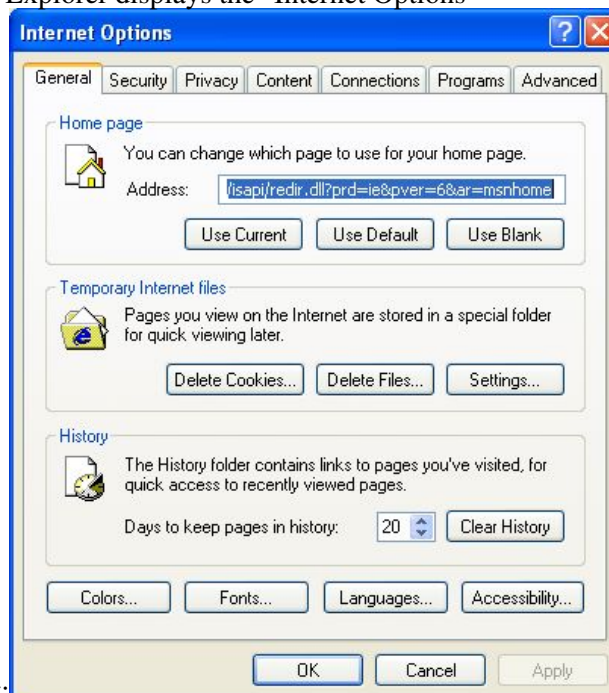 Explorer displays the "Internet Options"
Internet Options
General Security Privacy Content Connections Programs Advanced
Home page
You can change which page to use for your home page.
Address: /isapi/redir.dll?prd=ie&pver=6&ar=msnhome
Use Current Use Default Use Blank
Temporary Internet files
Pages you view on the Internet are stored in a special folder
for quick viewing later.
Delete Cookies... Delete Files... Settings...
History
The History folder contains links to pages you've visited, for
quick access to recently viewed pages.
Days to keep pages in history: 20 Clear History
Colors... Fonts... Languages... Accessibility...
OK Cancel Apply